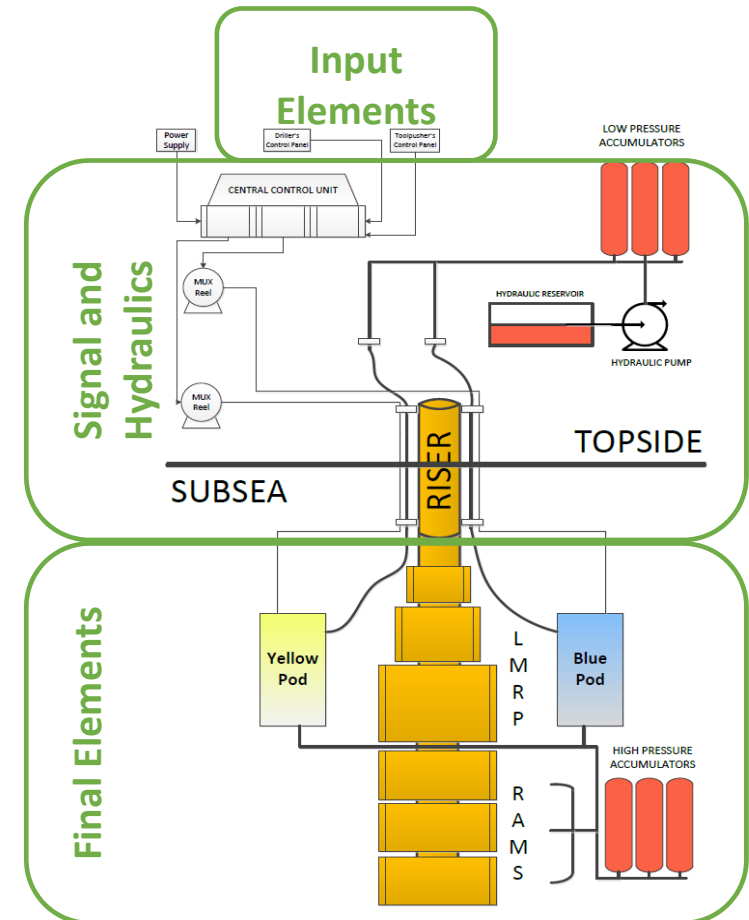 Input
Elements
Power
Supply
Driller's
Control Panel
Toolpusher's
Control Panel
LOW PRESSURE
ACCUMULATORS
CENTRAL CONTROL UNIT
Signal and
Hydraulics
MUX
Reel
HYDRAULIC RESERVOIR
HYDRAULIC PUMP
MUX
Reel
RISER
TOPSIDE
SUBSEA
Final Elements
Yellow
Pod
L
M
R
P
Blue
Pod
HIGH PRESSURE
ACCUMULATORS
R
A
M
S